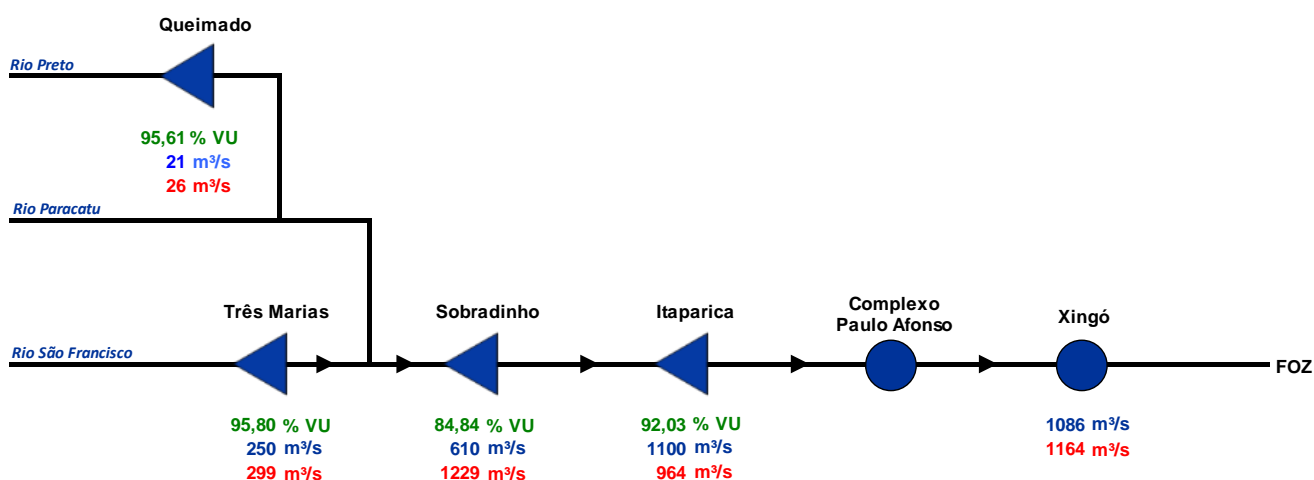 Queimado
Rio Preto
95,61 % VU
21 m³/s
26 m³/s
Rio Paracatu
Três Marias
Sobradinho
Itaparica
Complexo
Paulo Afonso
Xingó
Rio São Francisco
FOZ
95,80 % VU
250 m³/s
299 m³/s
84,84 % VU
610 m³/s
1229 m³/s
92,03 % VU
1100 m³/s
964 m³/s
1086 m³/s
1164 m³/s